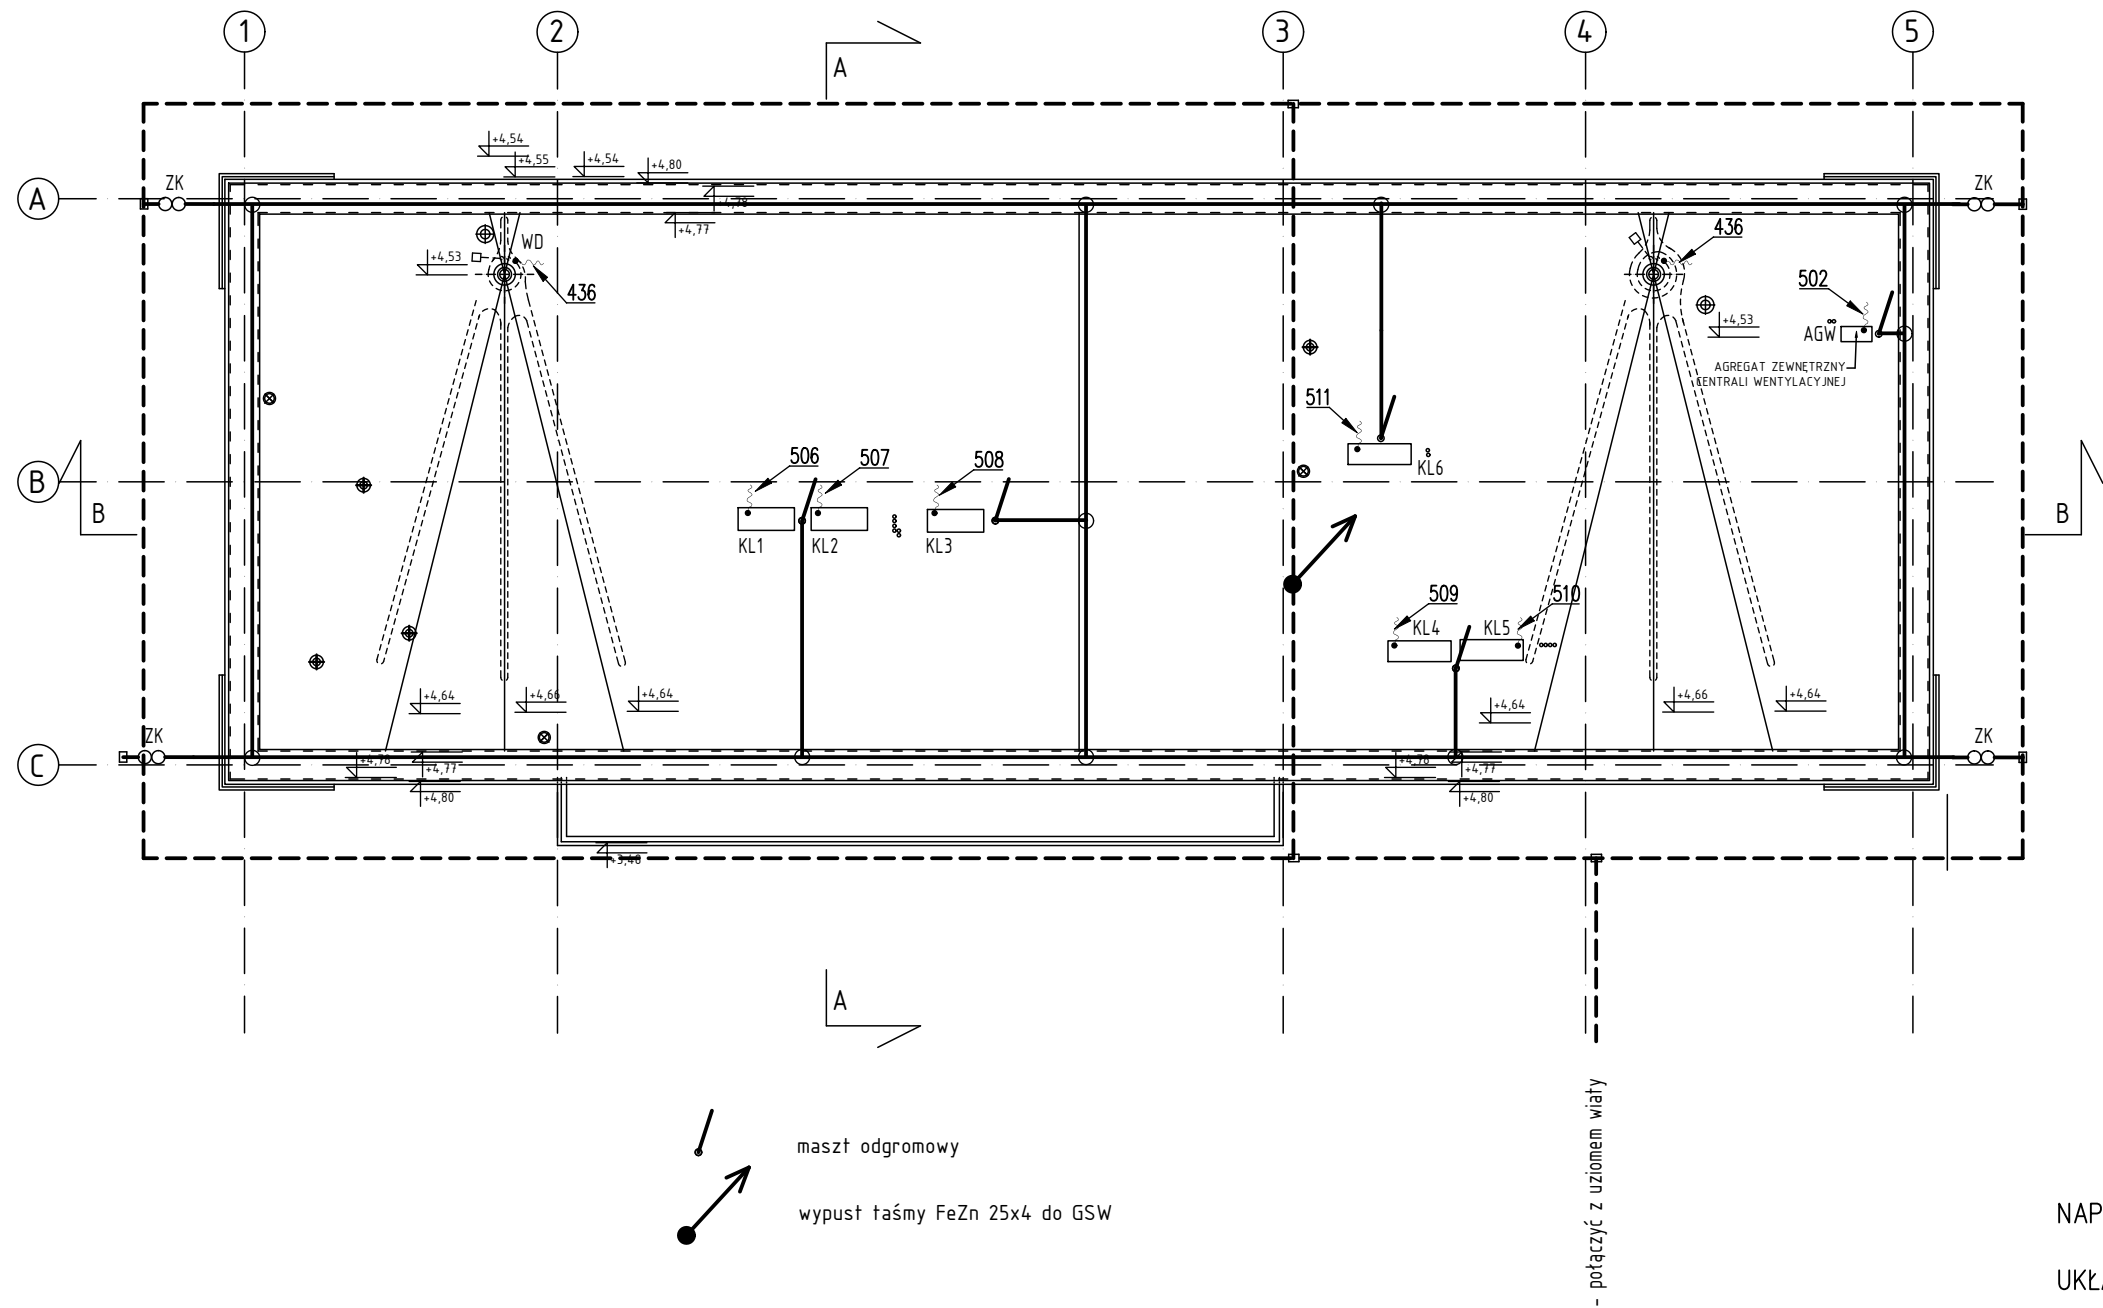 1
2
3
4
5
A
+4,54
+4,55
+4,54
+4,80
ZK
ZK
A
+4,77
WD
436
436
+4,53
502
+4,53
AGW
AGREGAT ZEWNĘTRZNY
CENTRALI WENTYLACYJNEJ
511
KL6
506
507
508
B
B
B
KL1
KL2
KL3
509
510
KL4
KL5
+4,64
+4,66
+4,64
+4,64
+4,66
+4,64
ZK
ZK
C
+4,77
+4,77
+4,80
+4,80
A
maszt odgromowy
wypust taśmy FeZn 25x4 do GSW
- połączyć z uziomem wiaty
NAP
UKŁ